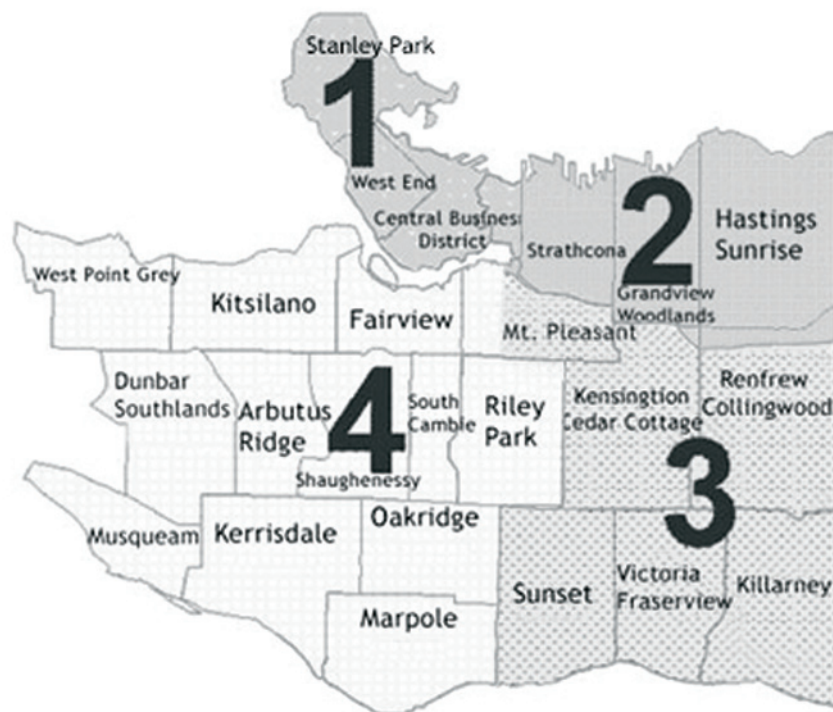 Stanley Park
1
West End
Central Busines
District
Strathcona
2
Hastings
Sunrise
Grandview
Woodlands
West Point Grey
Kitsilano
Fairview
Mt. Pleasant
Dunbar
Southlands
Arbutus
Ridge
4
Shaughenessy
South
Cambie
Riley
Park
Kensingtion
Cedar Cottage
Renfrew
Collingwood
3
Musqueam
Kerrisdale
Oakridge
Marpole
Sunset
Victoria
Fraserview
Killarney